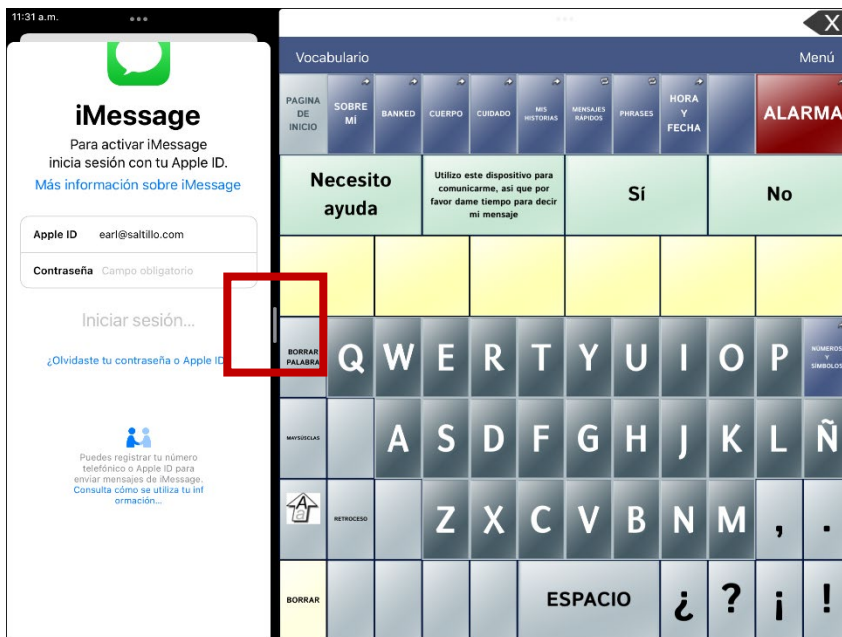 11:31 a.m.
X
iMessage
Para activar iMessage
inicia sesión con tu Apple ID.
Más información sobre iMessage
Apple ID earl@saltillo.com
Contraseña Campo obligatorio
Iniciar sesión...
¿Olvidaste tu contraseña o Apple ID
Puedes registrar tu número
telefónico o Apple ID para
enviar mensajes de iMessage.
Consulta cómo se utiliza tu inf
ormación...
Vocabulario
Menú
PAGINA
DE
INICIO
SOBRE
MÍ
BANKED
CUERPO
CUIDADO
MIS
HISTORIAS
MENSAJES
RÁPIDOS
PHRASES
HORA
Y
FECHA
ALARMA
Necesito
ayuda
Utilizo este dispositivo para
comunicarme, asi que por
favor dame tiempo para decir
mi mensaje
Sí
No
BORRAR
PALABRA
Q W E R T Y U I O P
NÚMEROS
Y
SÍMBOLOS
MAYSÚSCLAS
A S D F G H J K L Ñ
A
a
RETROCESO
Z X C V B N M , .
BORRAR
ESPACIO
¿ ? ¡ !